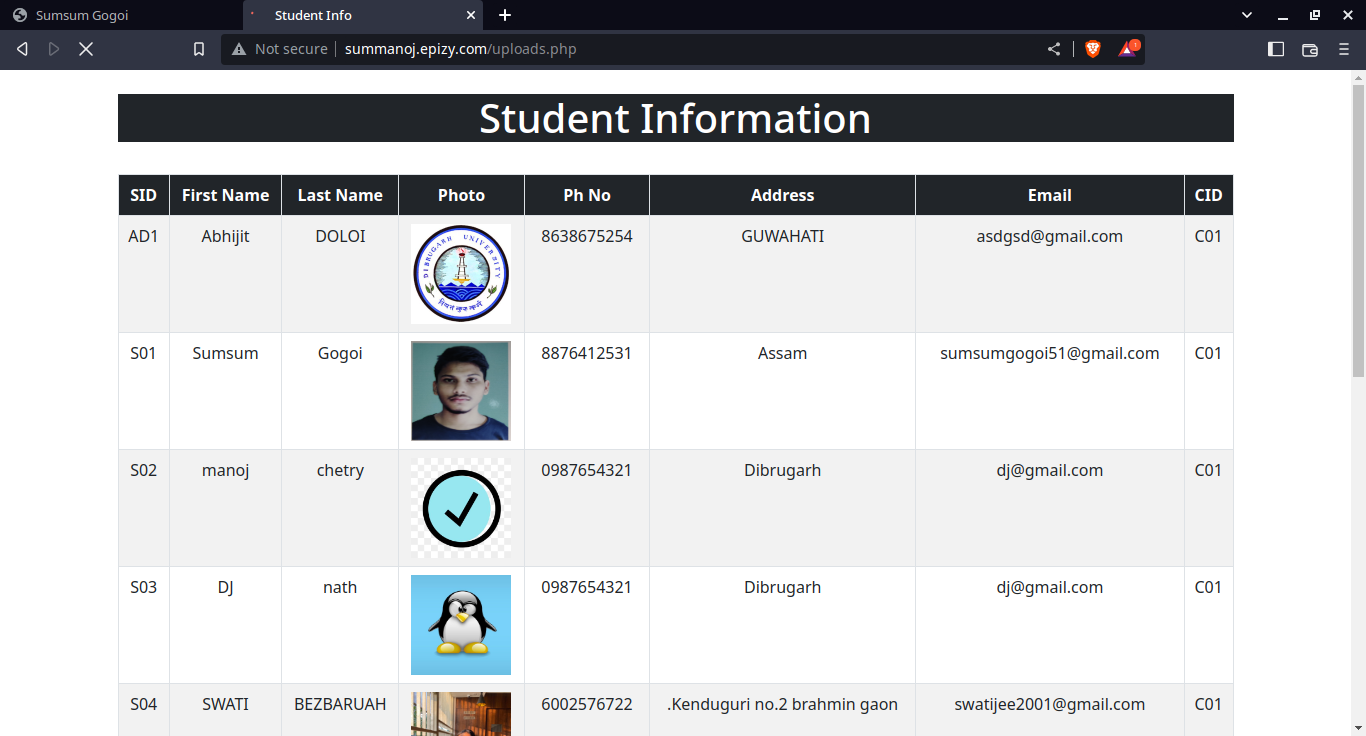 Sumsum Gogoi
Student Info
Not secure
summanoj.epizy.com/uploads.php
Student Information
SID First Name Last Name Photo Ph No Address Email CID
AD1 Abhijit DOLOI 8638675254 GUWAHATI asdgsd@gmail.com C01
DIBRUGARH UNIVERSITY
S01 Sumsum Gogoi 8876412531 Assam sumsumgogoi51@gmail.com C01
S02 manoj chetry 0987654321 Dibrugarh dj@gmail.com C01
S03 DJ nath 0987654321 Dibrugarh dj@gmail.com C01
S04 SWATI BEZBARUAH 6002576722 .Kenduguri no.2 brahmin gaon swatijee2001@gmail.com C01